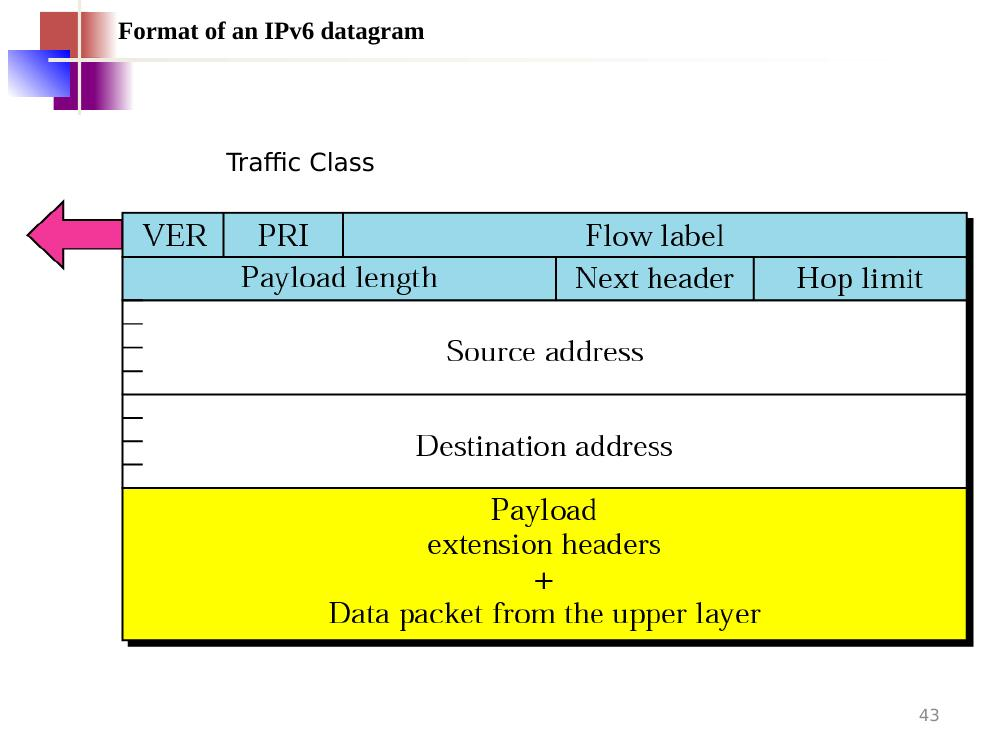 Format of an IPv6 datagram
Traffic Class
VER PRI Flow label
Payload length Next header Hop limit
Source address
Destination address
Payload
extension headers
+
Data packet from the upper layer
43